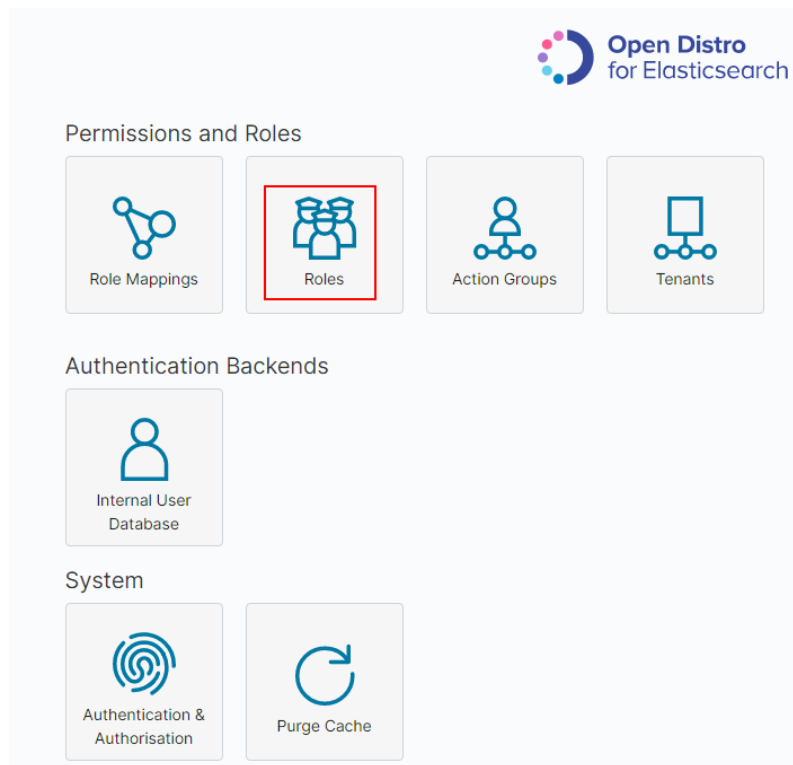 Open Distro
for Elasticsearch
Permissions and Roles
Role Mappings
Roles
Action Groups
Tenants
Authentication Backends
Internal User
Database
System
Authentication &
Authorisation
Purge Cache